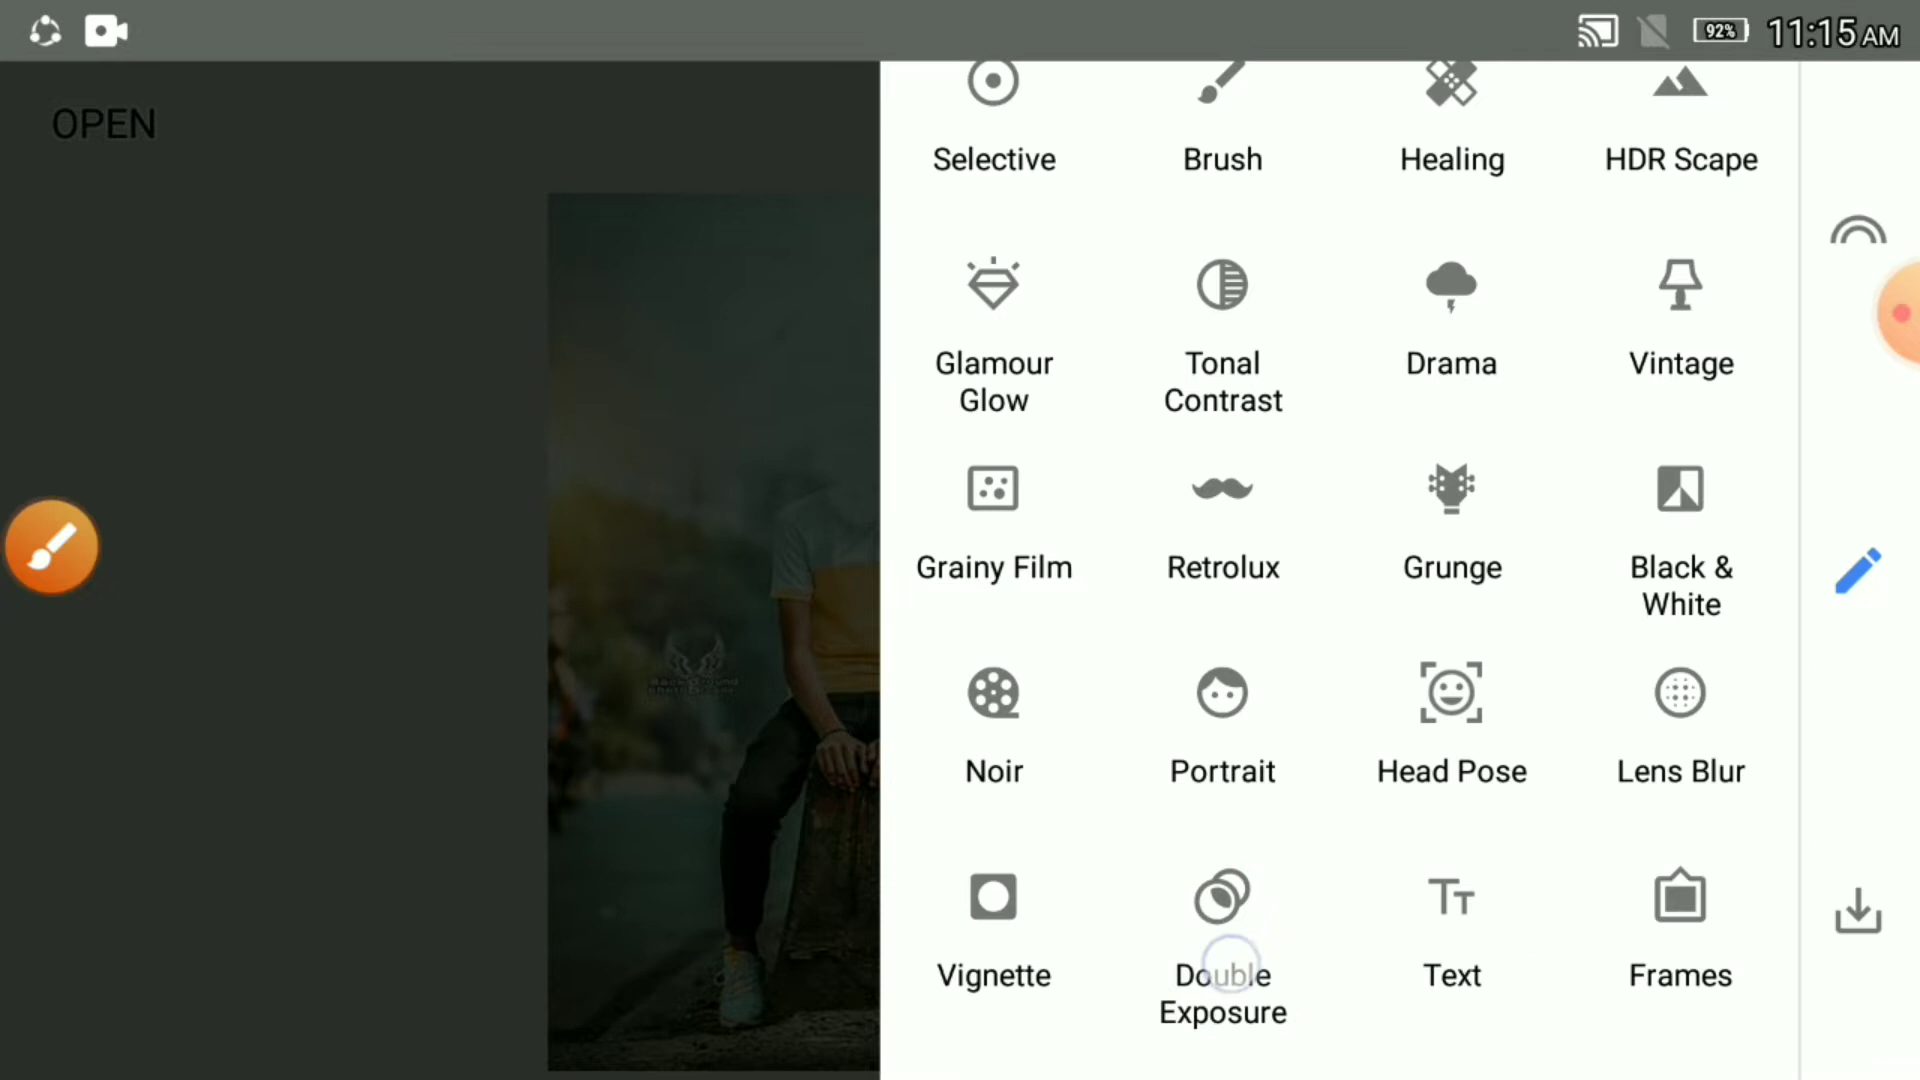 92%
11:15 AM
OPEN
Selective
Brush
Healing
HDR Scape
Glamour
Glow
Tonal
Contrast
Drama
Vintage
Grainy Film
Retrolux
Grunge
Black &
White
Noir
Portrait
Head Pose
Lens Blur
Vignette
Double
Exposure
Text
Frames